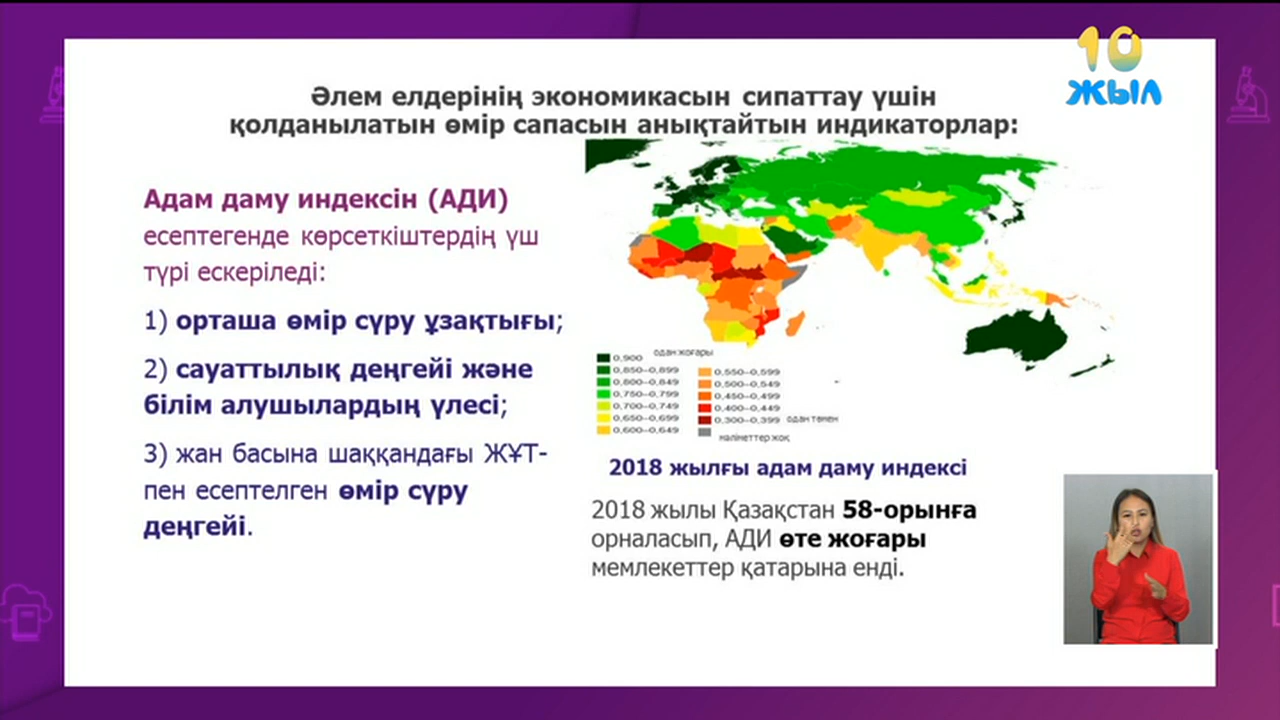 10
ЖЫЛ
Әлем елдерінің экономикасын сипаттау үшін
қолданылатын өмір сапасын анықтайтын индикаторлар:
Адам даму индексін (АДИ)
есептегенде көрсеткіштердің үш
түрі ескеріледі:
1) орташа өмір сүру ұзақтығы;
2) сауаттылық деңгейі және
білім алушылардың үлесі;
3) жан басына шаққандағы ЖҰТ-
пен есептелген өмір сүру
деңгейі.
0,900 одан жоғары
0,850–0,899
0,800–0,849
0,750–0,799
0,700–0,749
0,650–0,699
0,600–0,649
0,550–0,599
0,500–0,549
0,450–0,499
0,400–0,449
0,300–0,399 одан төмен
мәліметтер жоқ
2018 жылғы адам даму индексі
2018 жылы Қазақстан 58-орынға
орналасып, АДИ өте жоғары
мемлекеттер қатарына енді.